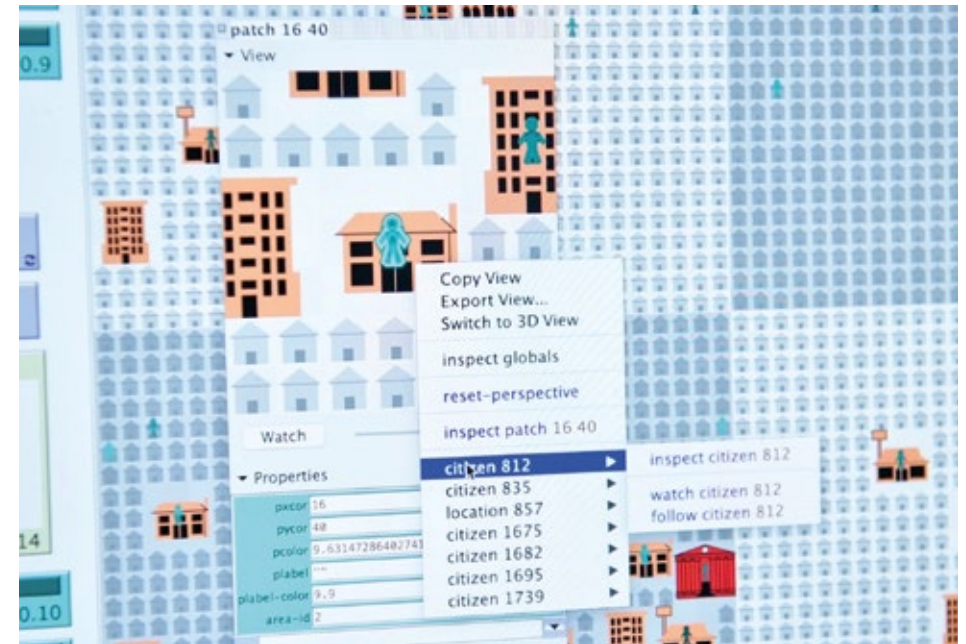 0.9
patch 16 40
View
Copy View
Export View...
Switch to 3D View
inspect globals
reset-perspective
inspect patch 16 40
Watch
citizen 812
inspect citizen 812
citizen 835
watch citizen 812
location 857
follow citizen 812
citizen 1675
citizen 1682
citizen 1695
citizen 1739
Properties
pxcor 16
pycor 40
pcolor 9.63147286402741
plabel ""
plabel-color 9.9
area-id 2
14
0.10